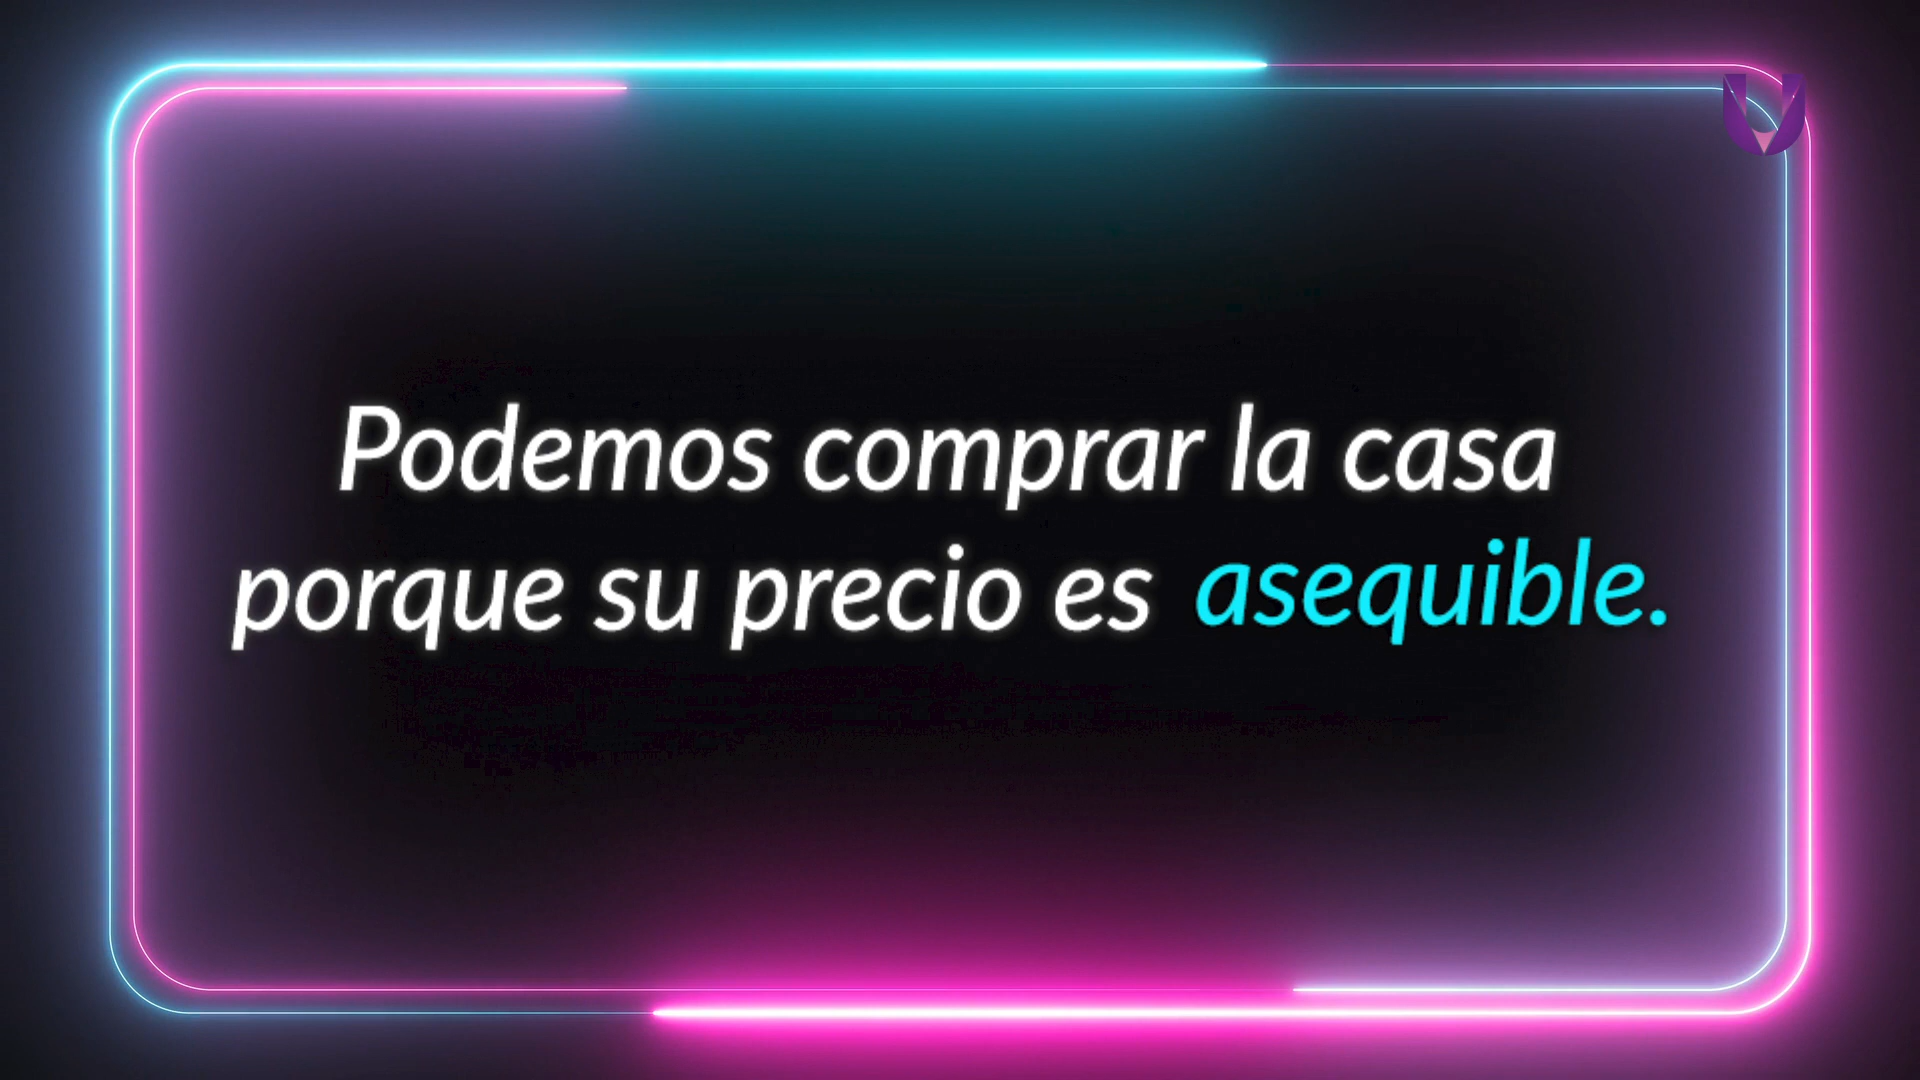 Podemos comprar la casa
porque su precio es asequible.